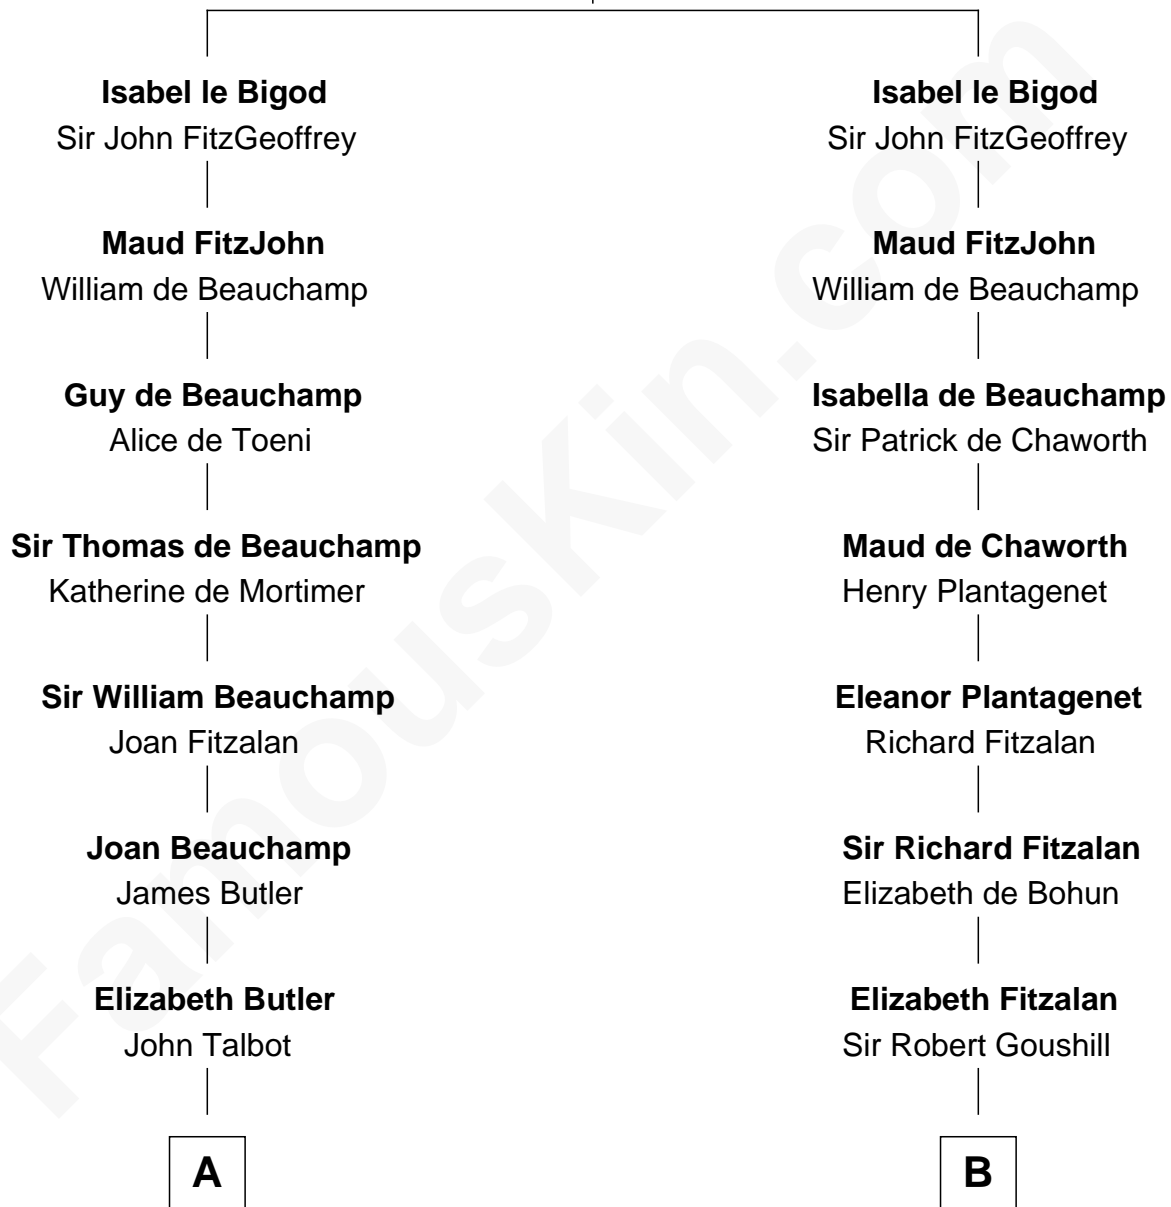 Isabel le Bigod
Sir John FitzGeoffrey
Maud FitzJohn
William de Beauchamp
Guy de Beauchamp
Alice de Toeni
Sir Thomas de Beauchamp
Katherine de Mortimer
Sir William Beauchamp
Joan Fitzalan
Joan Beauchamp
James Butler
Elizabeth Butler
John Talbot
A
Isabel le Bigod
Sir John FitzGeoffrey
Maud FitzJohn
William de Beauchamp
Isabella de Beauchamp
Sir Patrick de Chaworth
Maud de Chaworth
Henry Plantagenet
Eleanor Plantagenet
Richard Fitzalan
Sir Richard Fitzalan
Elizabeth de Bohun
Elizabeth Fitzalan
Sir Robert Goushill
B
FamousKin.com